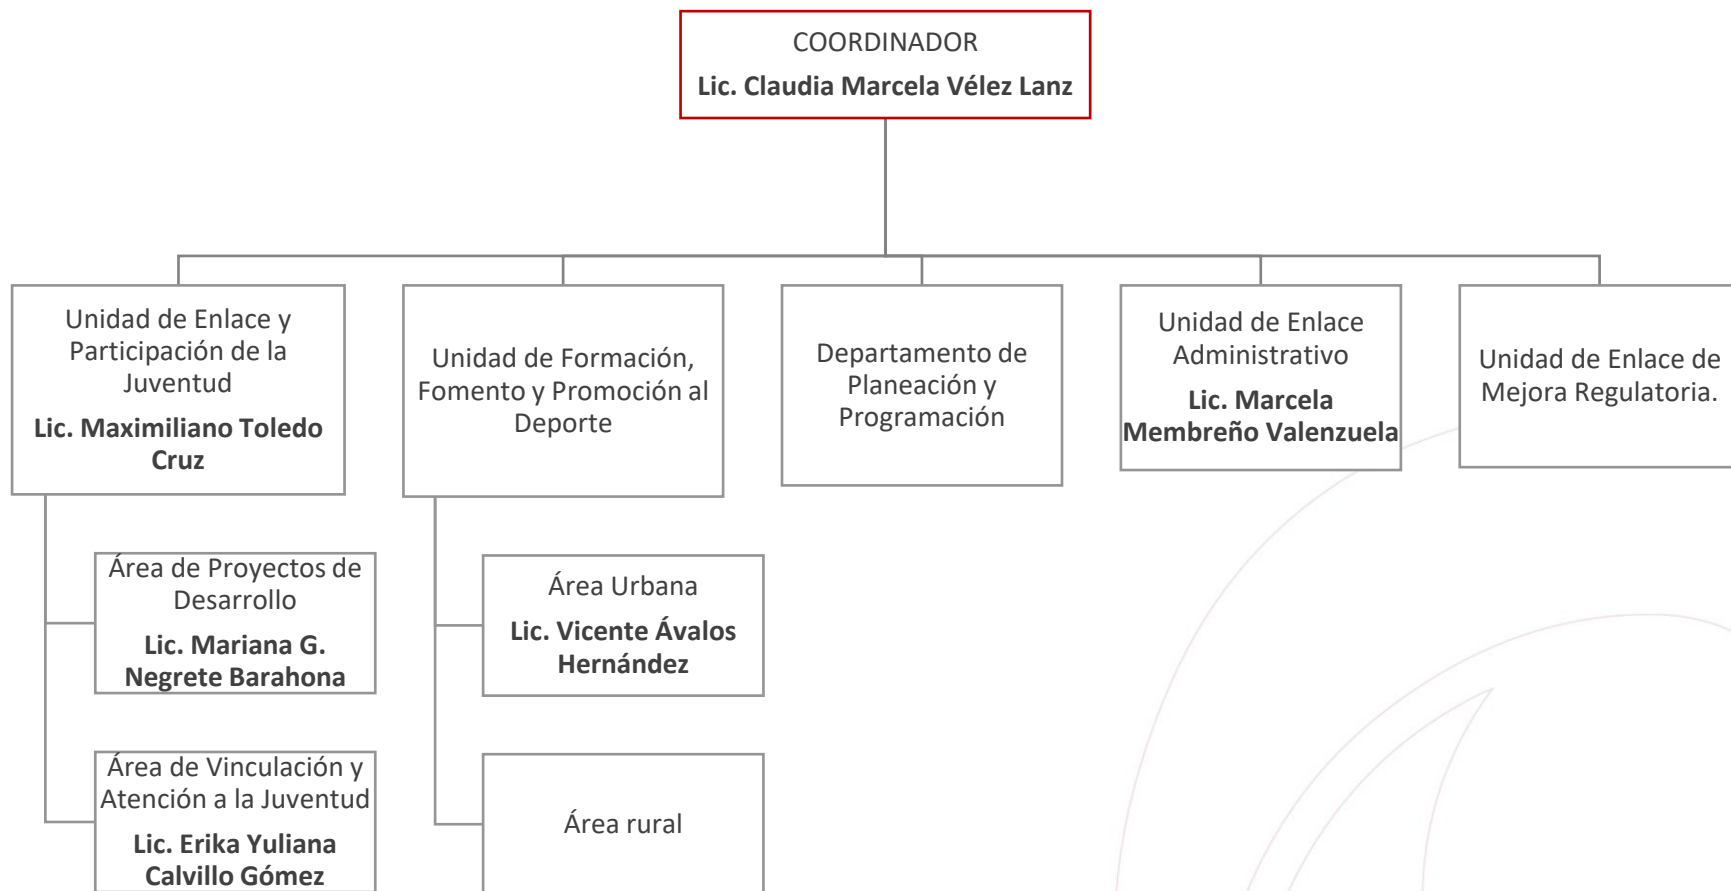 COORDINADOR
Lic. Claudia Marcela Vélez Lanz
Unidad de Enlace y
Participación de la
Juventud
Lic. Maximiliano Toledo
Cruz
Unidad de Formación,
Fomento y Promoción al
Deporte
Departamento de
Planeación y
Programación
Unidad de Enlace
Administrativo
Lic. Marcela
Membreño Valenzuela
Unidad de Enlace de
Mejora Regulatoria.
Área de Proyectos de
Desarrollo
Lic. Mariana G.
Negrete Barahona
Área Urbana
Lic. Vicente Ávalos
Hernández
Área de Vinculación y
Atención a la Juventud
Lic. Erika Yuliana
Calvillo Gómez
Área rural